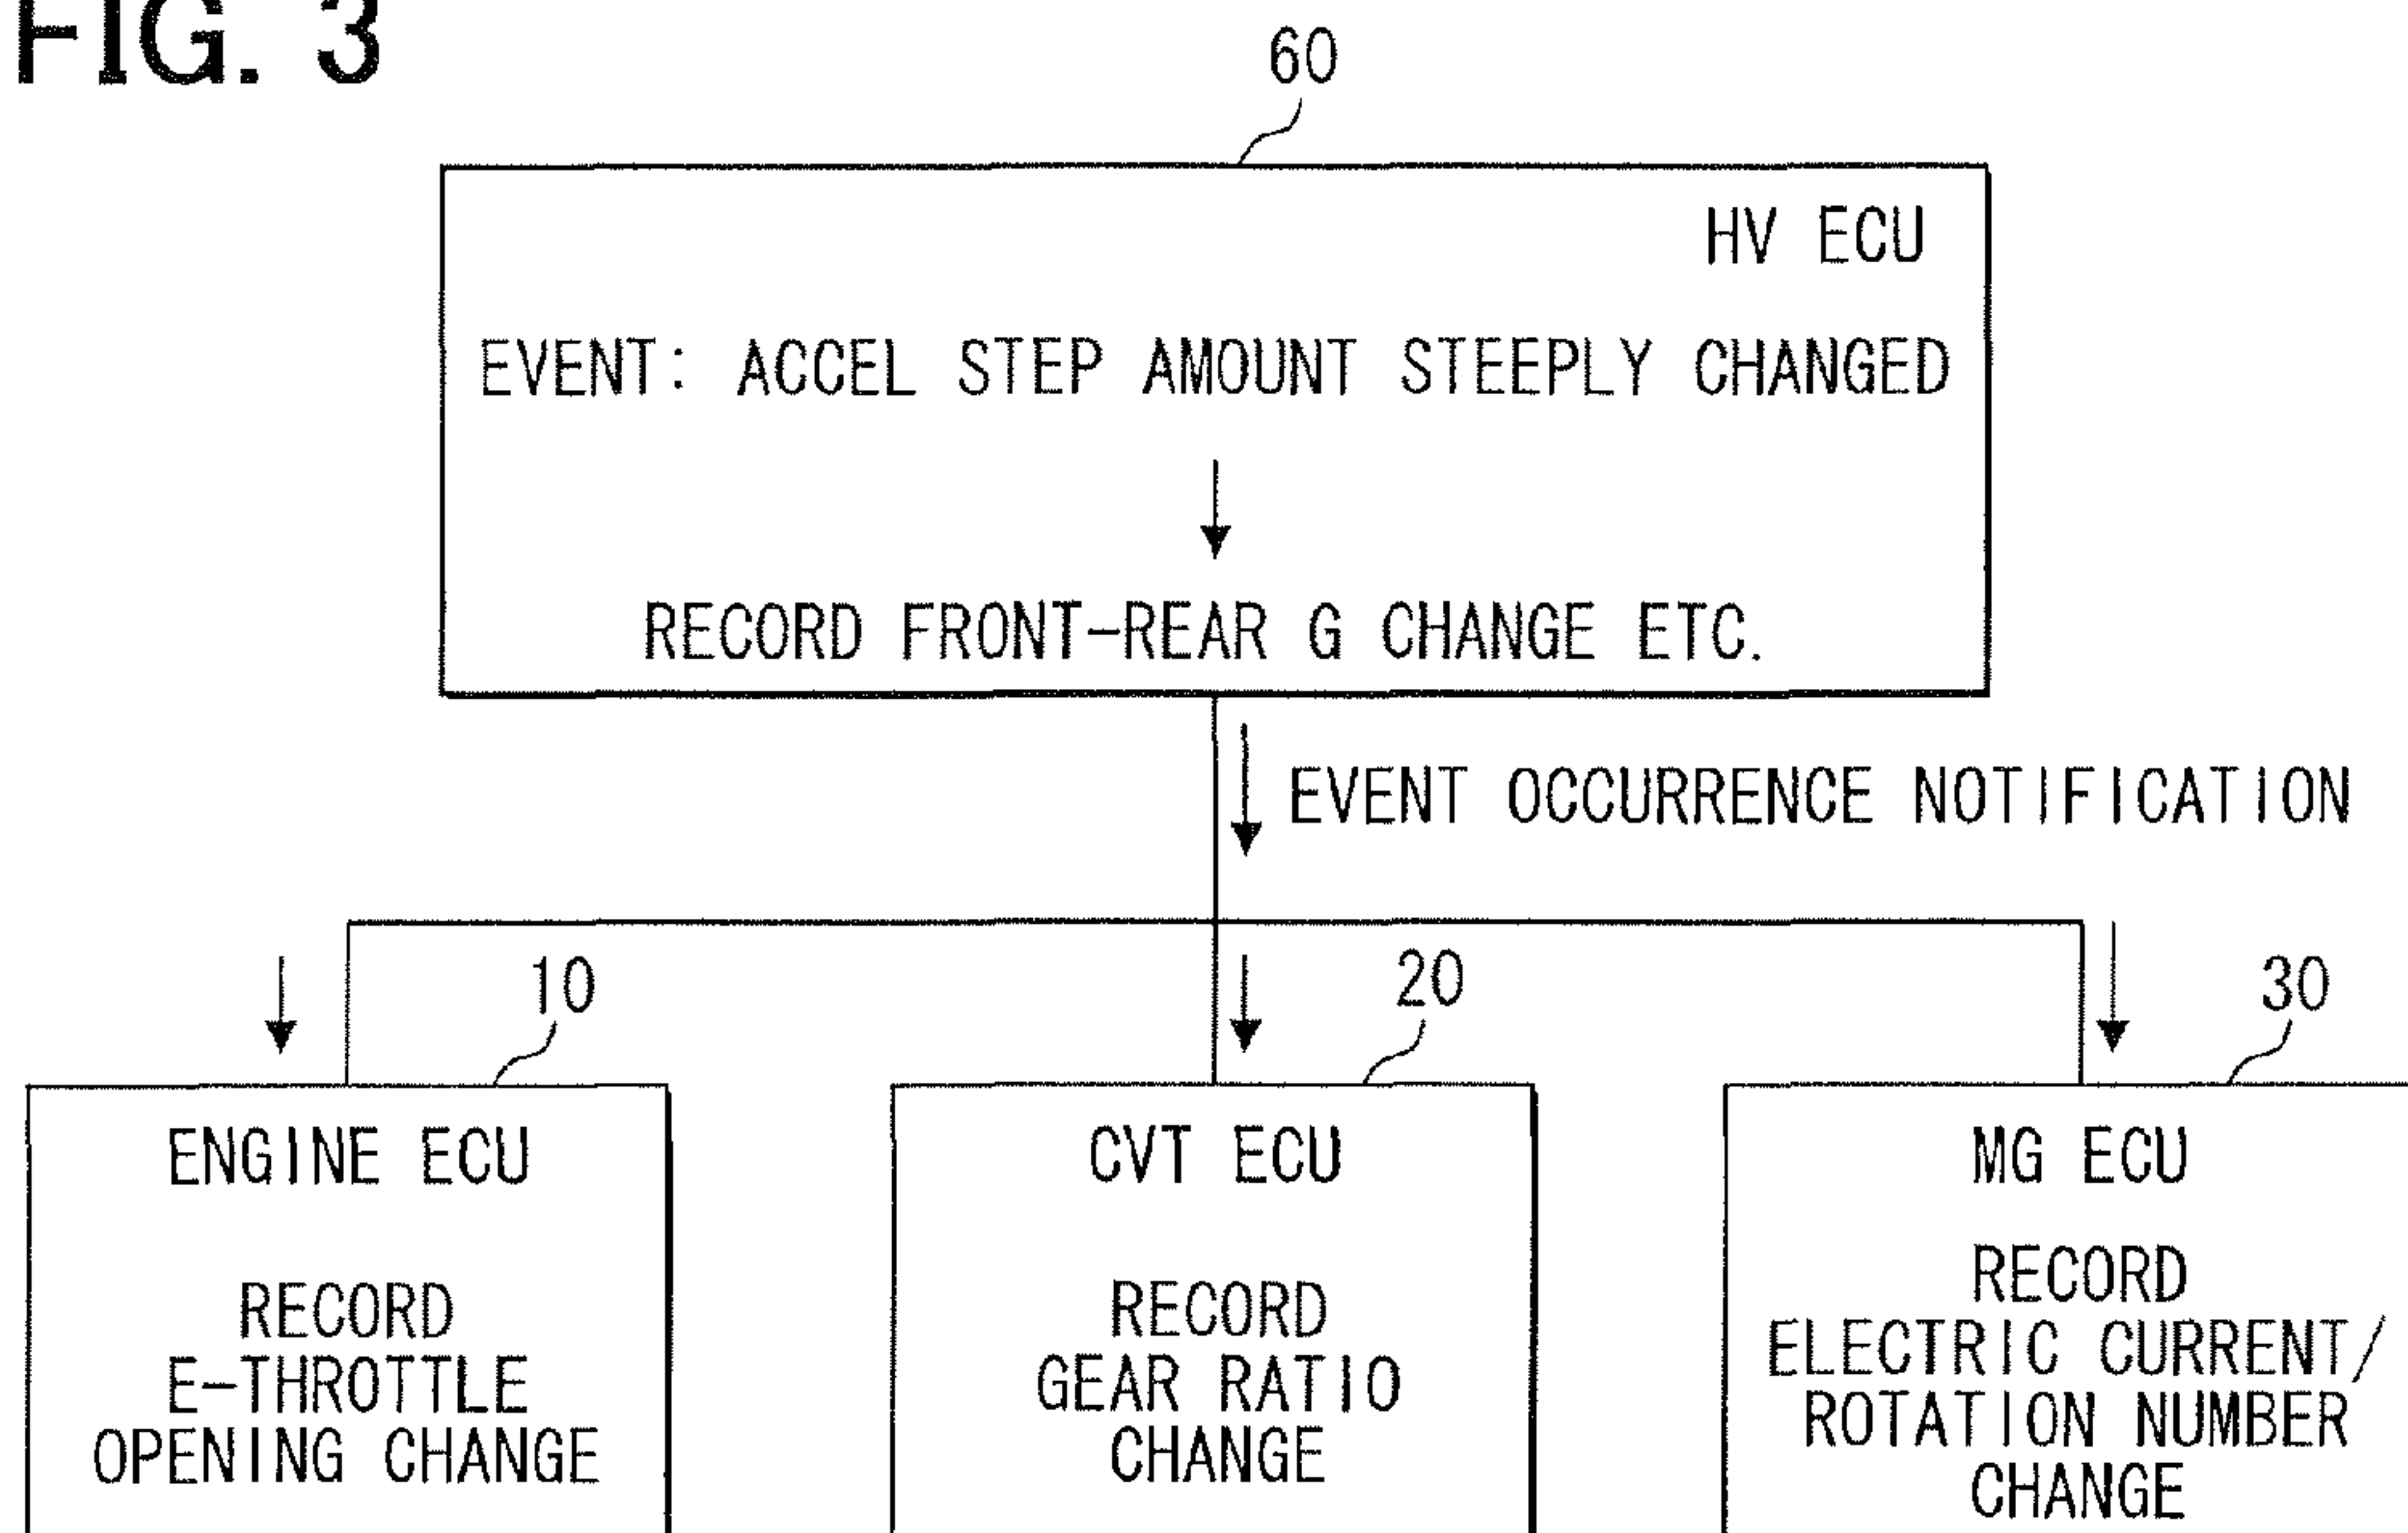 FIG. 3
60
HV ECU
EVENT: ACCEL STEP AMOUNT STEEPLY CHANGED
RECORD FRONT-REAR G CHANGE ETC.
EVENT OCCURRENCE NOTIFICATION
10
20
30
ENGINE ECU
RECORD
E-THROTTLE
OPENING CHANGE
CVT ECU
RECORD
GEAR RATIO
CHANGE
MG ECU
RECORD
ELECTRIC CURRENT/
ROTATION NUMBER
CHANGE